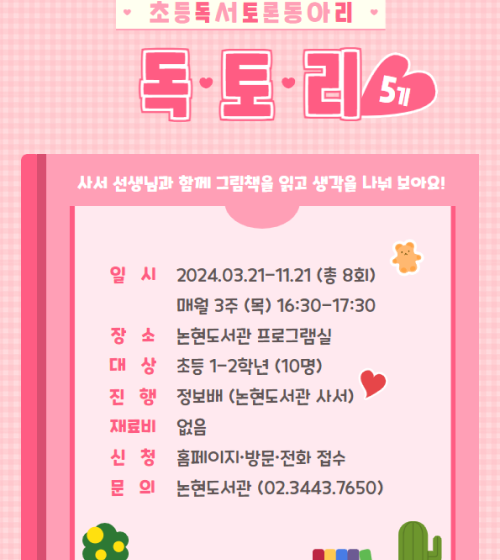 초등독서토론동아리
독·토·리 5기
사서 선생님과 함께 그림책을 읽고 생각을 나눠 보아요!
일 시 2024.03.21-11.21 (총 8회)
매월 3주 (목) 16:30-17:30
장 소 논현도서관 프로그램실
대 상 초등 1-2학년 (10명)
진 행 정보배 (논현도서관 사서)
재료비 없음
신 청 홈페이지·방문·전화 접수
문 의 논현도서관 (02.3443.7650)